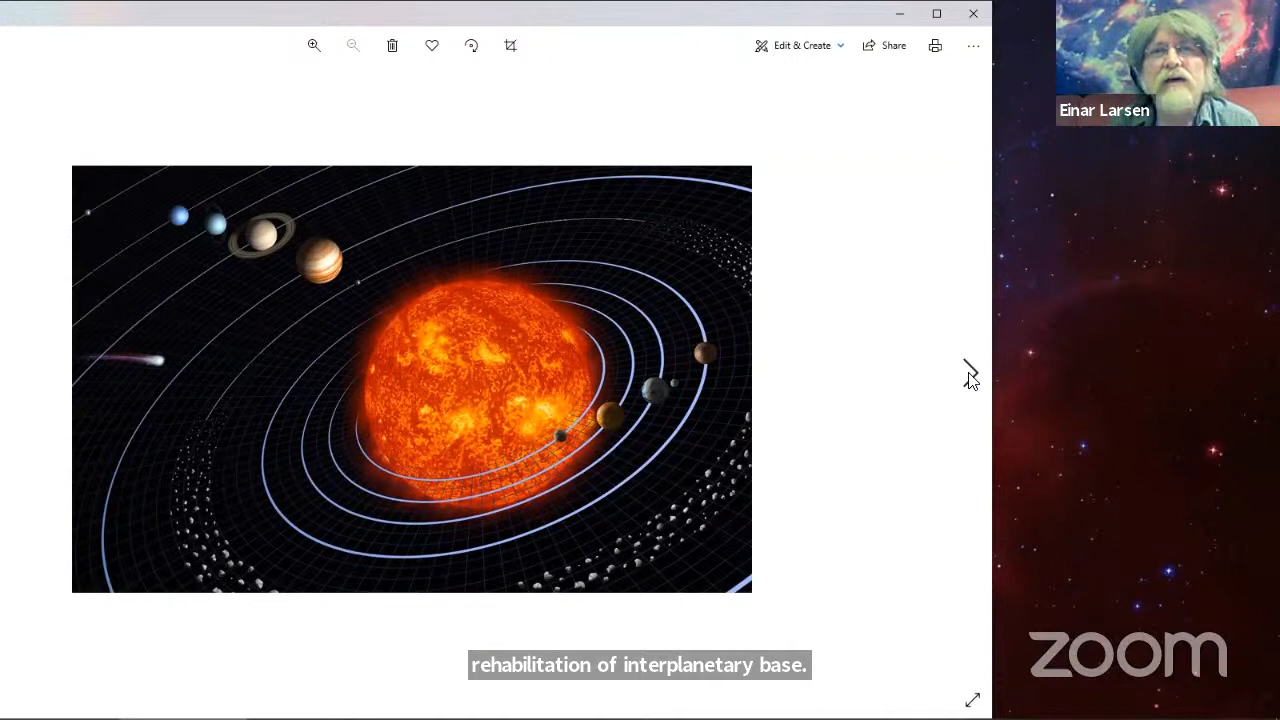 Edit & Create
Share
Einar Larsen
rehabilitation of interplanetary base.
zoom